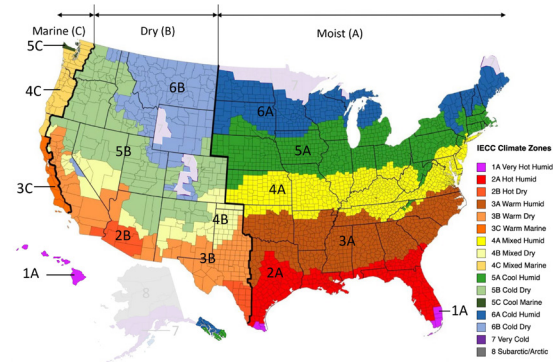 Marine (C)
Dry (B)
Moist (A)
5C
4C
3C
6B
5B
4B
2B
3B
6A
5A
4A
3A
2A
1A
1A
8
7
IECC Climate Zones
1A Very Hot Humid
2A Hot Humid
2B Hot Dry
3A Warm Humid
3B Warm Dry
3C Warm Marine
4A Mixed Humid
4B Mixed Dry
4C Mixed Marine
5A Cool Humid
5B Cold Dry
5C Cool Marine
6A Cold Humid
6B Cold Dry
7 Very Cold
8 Subarctic/Arctic